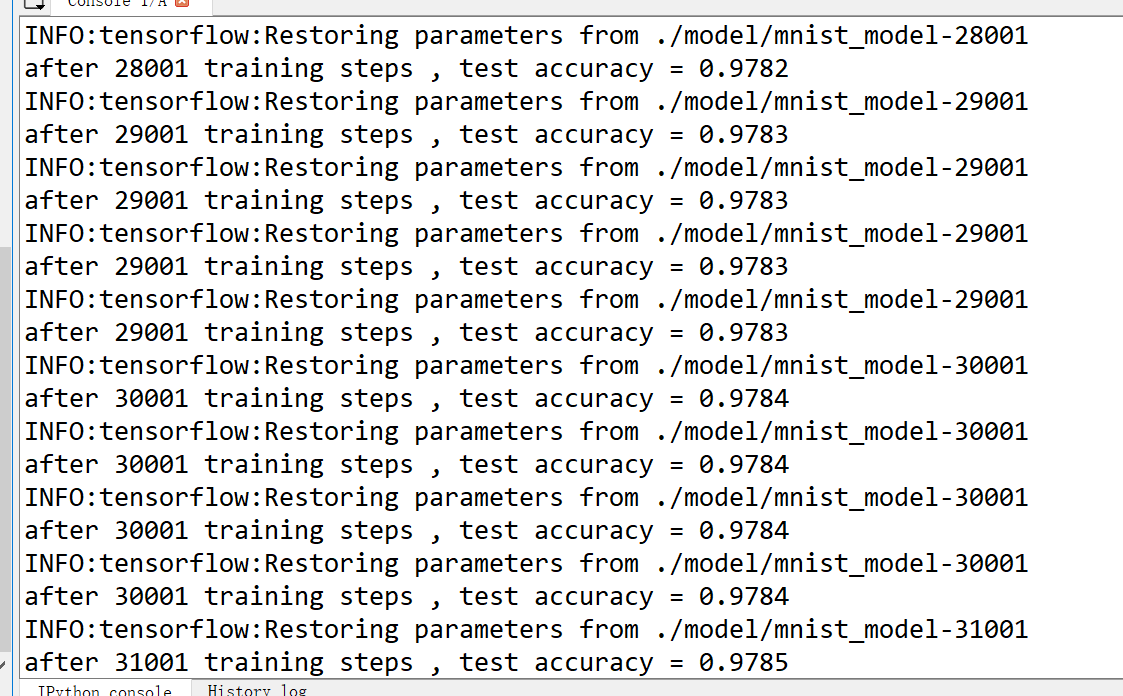 Console 1/A
INFO:tensorflow:Restoring parameters from ./model/mnist_model-28001
after 28001 training steps , test accuracy = 0.9782
INFO:tensorflow:Restoring parameters from ./model/mnist_model-29001
after 29001 training steps , test accuracy = 0.9783
INFO:tensorflow:Restoring parameters from ./model/mnist_model-29001
after 29001 training steps , test accuracy = 0.9783
INFO:tensorflow:Restoring parameters from ./model/mnist_model-29001
after 29001 training steps , test accuracy = 0.9783
INFO:tensorflow:Restoring parameters from ./model/mnist_model-29001
after 29001 training steps , test accuracy = 0.9783
INFO:tensorflow:Restoring parameters from ./model/mnist_model-30001
after 30001 training steps , test accuracy = 0.9784
INFO:tensorflow:Restoring parameters from ./model/mnist_model-30001
after 30001 training steps , test accuracy = 0.9784
INFO:tensorflow:Restoring parameters from ./model/mnist_model-30001
after 30001 training steps , test accuracy = 0.9784
INFO:tensorflow:Restoring parameters from ./model/mnist_model-30001
after 30001 training steps , test accuracy = 0.9784
INFO:tensorflow:Restoring parameters from ./model/mnist_model-31001
after 31001 training steps , test accuracy = 0.9785
IPython console History log